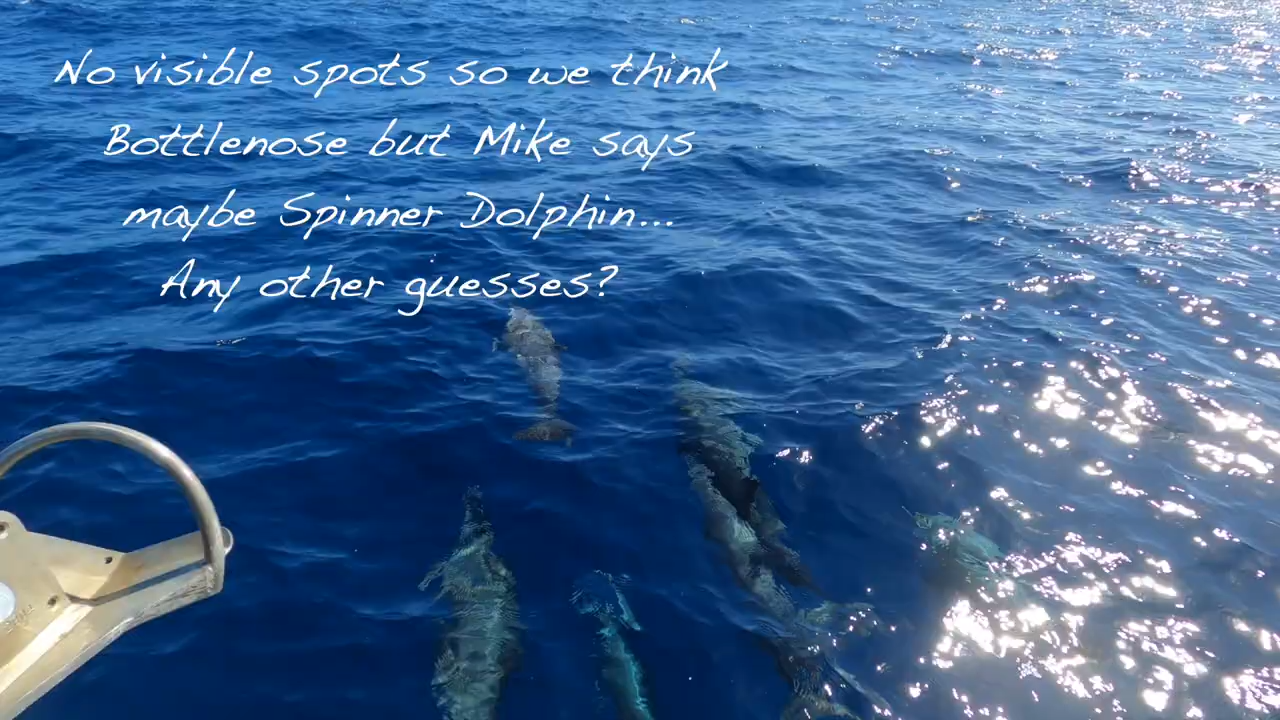 No visible spots so we think
Bottlenose but Mike says
maybe Spinner Dolphin...
Any other guesses?